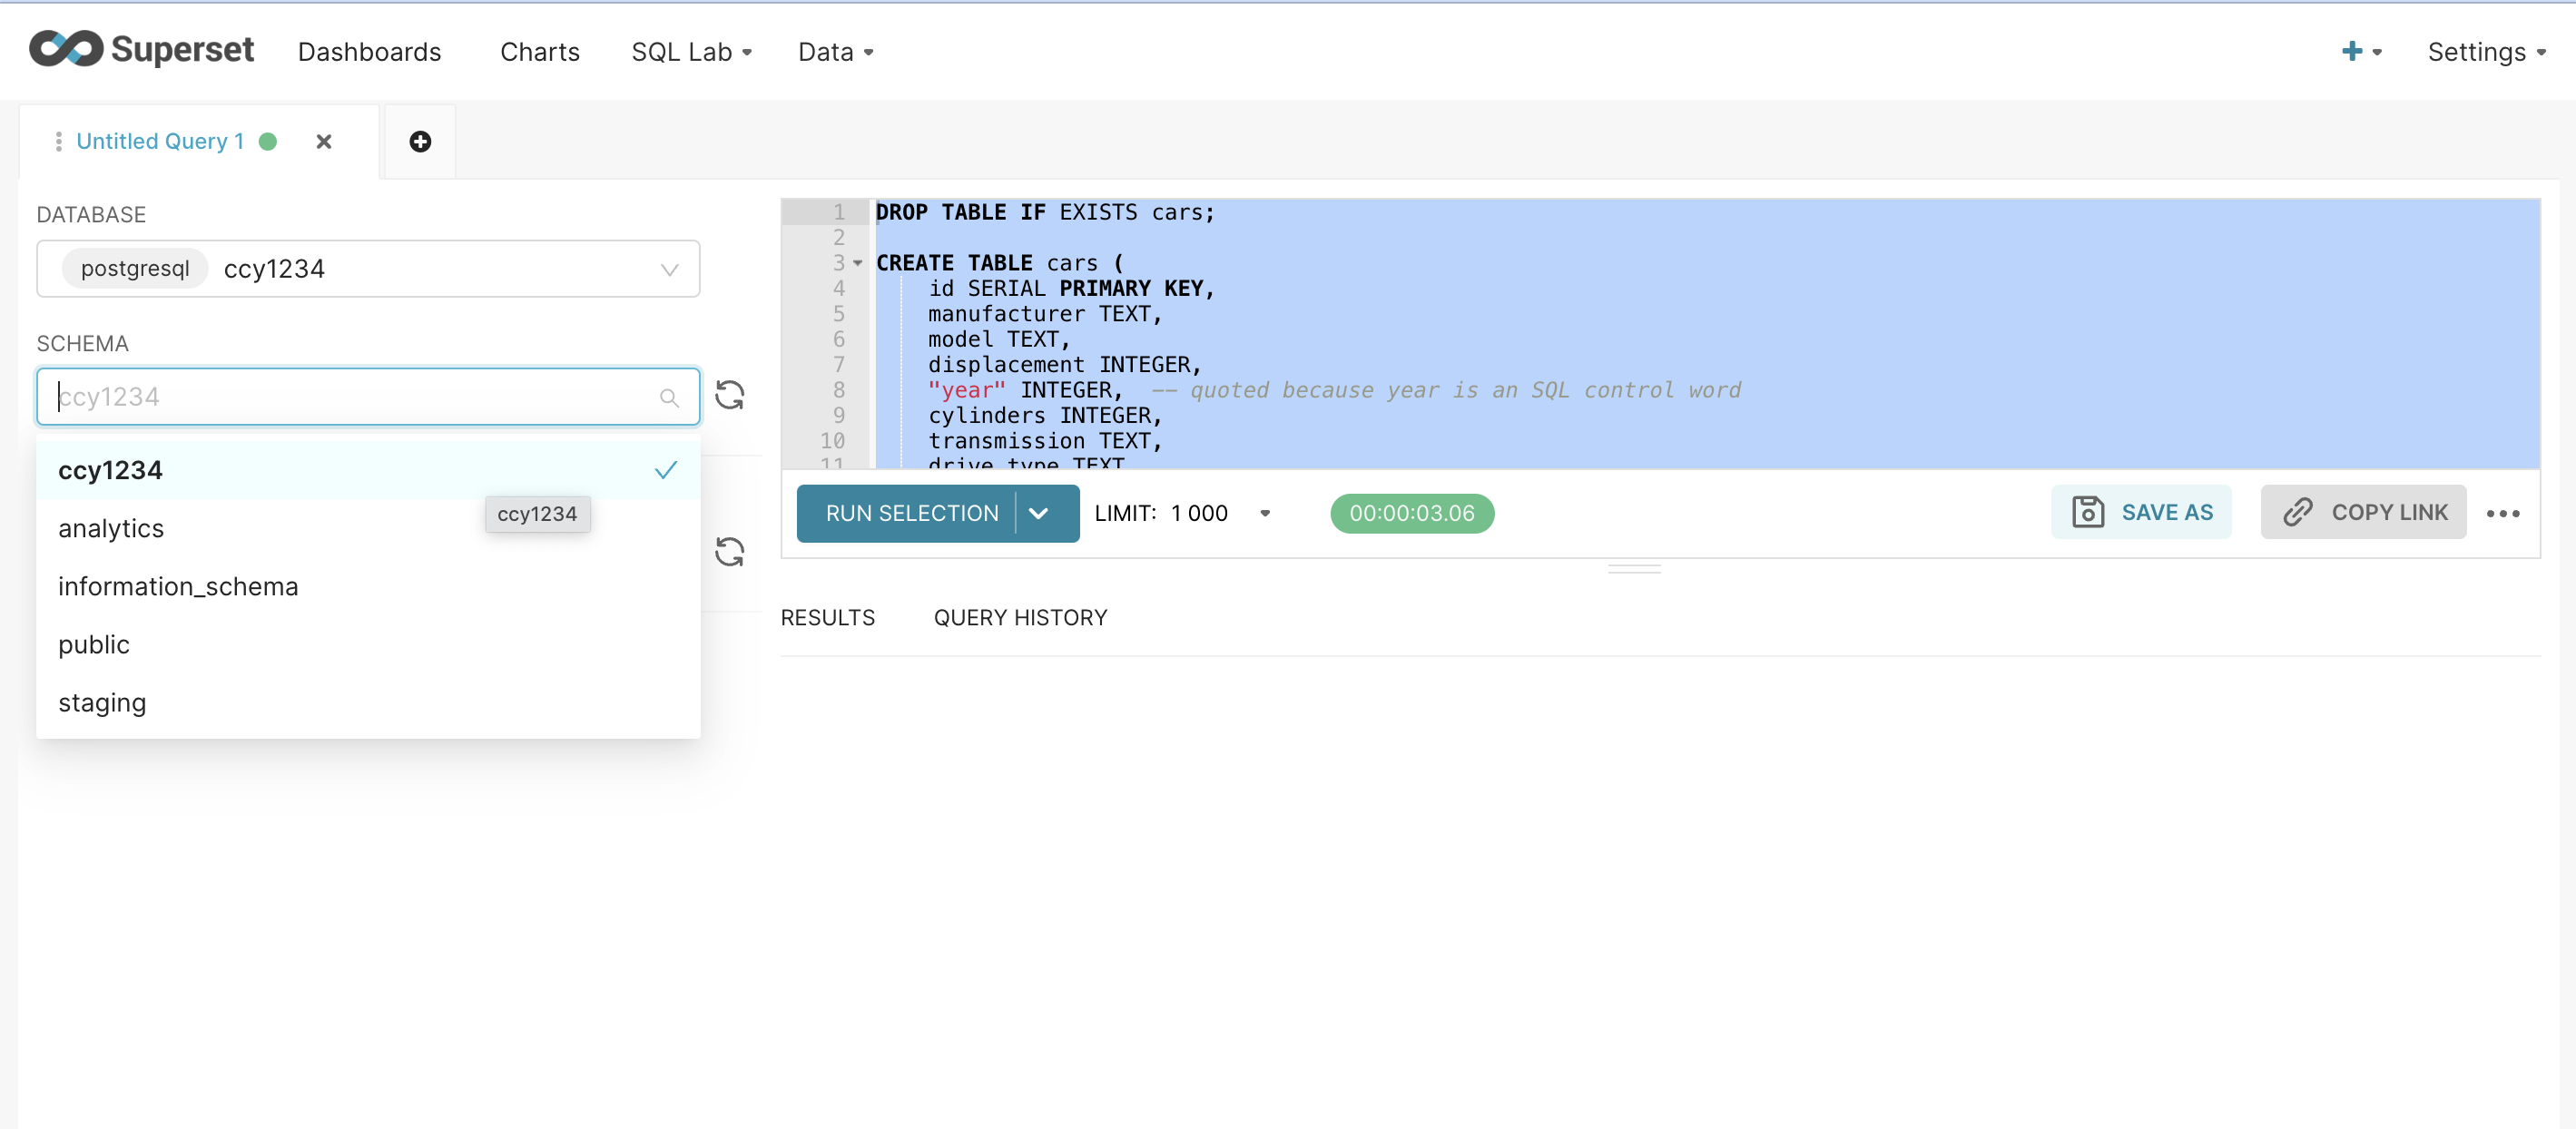 Superset
Dashboards
Charts
SQL Lab
Data
Settings
Untitled Query 1
DATABASE
postgresql ccy1234
SCHEMA
ccy1234
ccy1234
ccy1234
analytics
information_schema
public
staging
1 DROP TABLE IF EXISTS cars;
2
3 CREATE TABLE cars (
4 id SERIAL PRIMARY KEY,
5 manufacturer TEXT,
6 model TEXT,
7 displacement INTEGER,
8 "year" INTEGER, -- quoted because year is an SQL control word
9 cylinders INTEGER,
10 transmission TEXT,
11 drive type TEXT
RUN SELECTION
LIMIT: 1 000
00:00:03.06
SAVE AS
COPY LINK
RESULTS
QUERY HISTORY